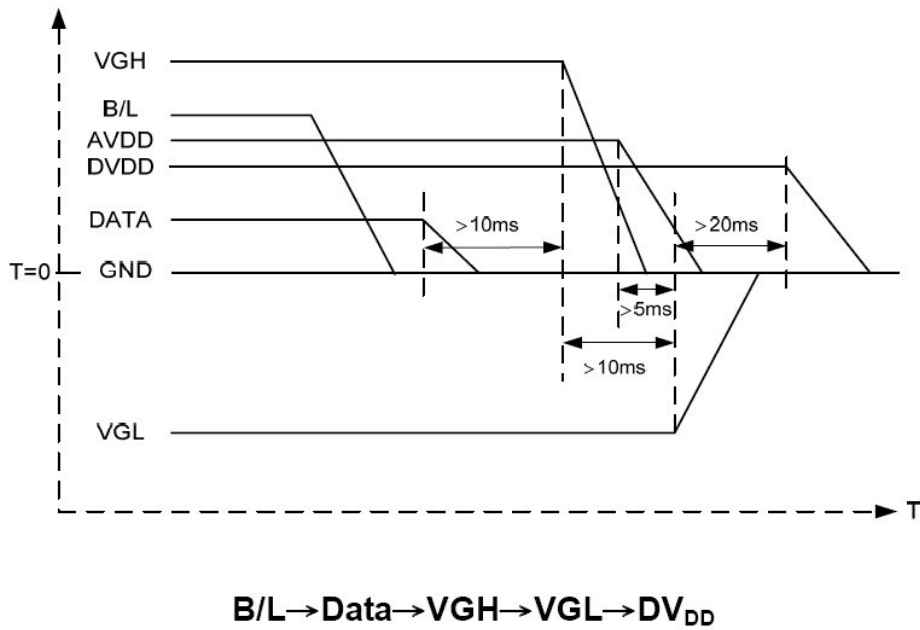 VGH
B/L
AVDD
DVDD
DATA
>10ms
>20ms
T=0
GND
>5ms
>10ms
VGL
T
B/L→Data→VGH→VGL→DVDD